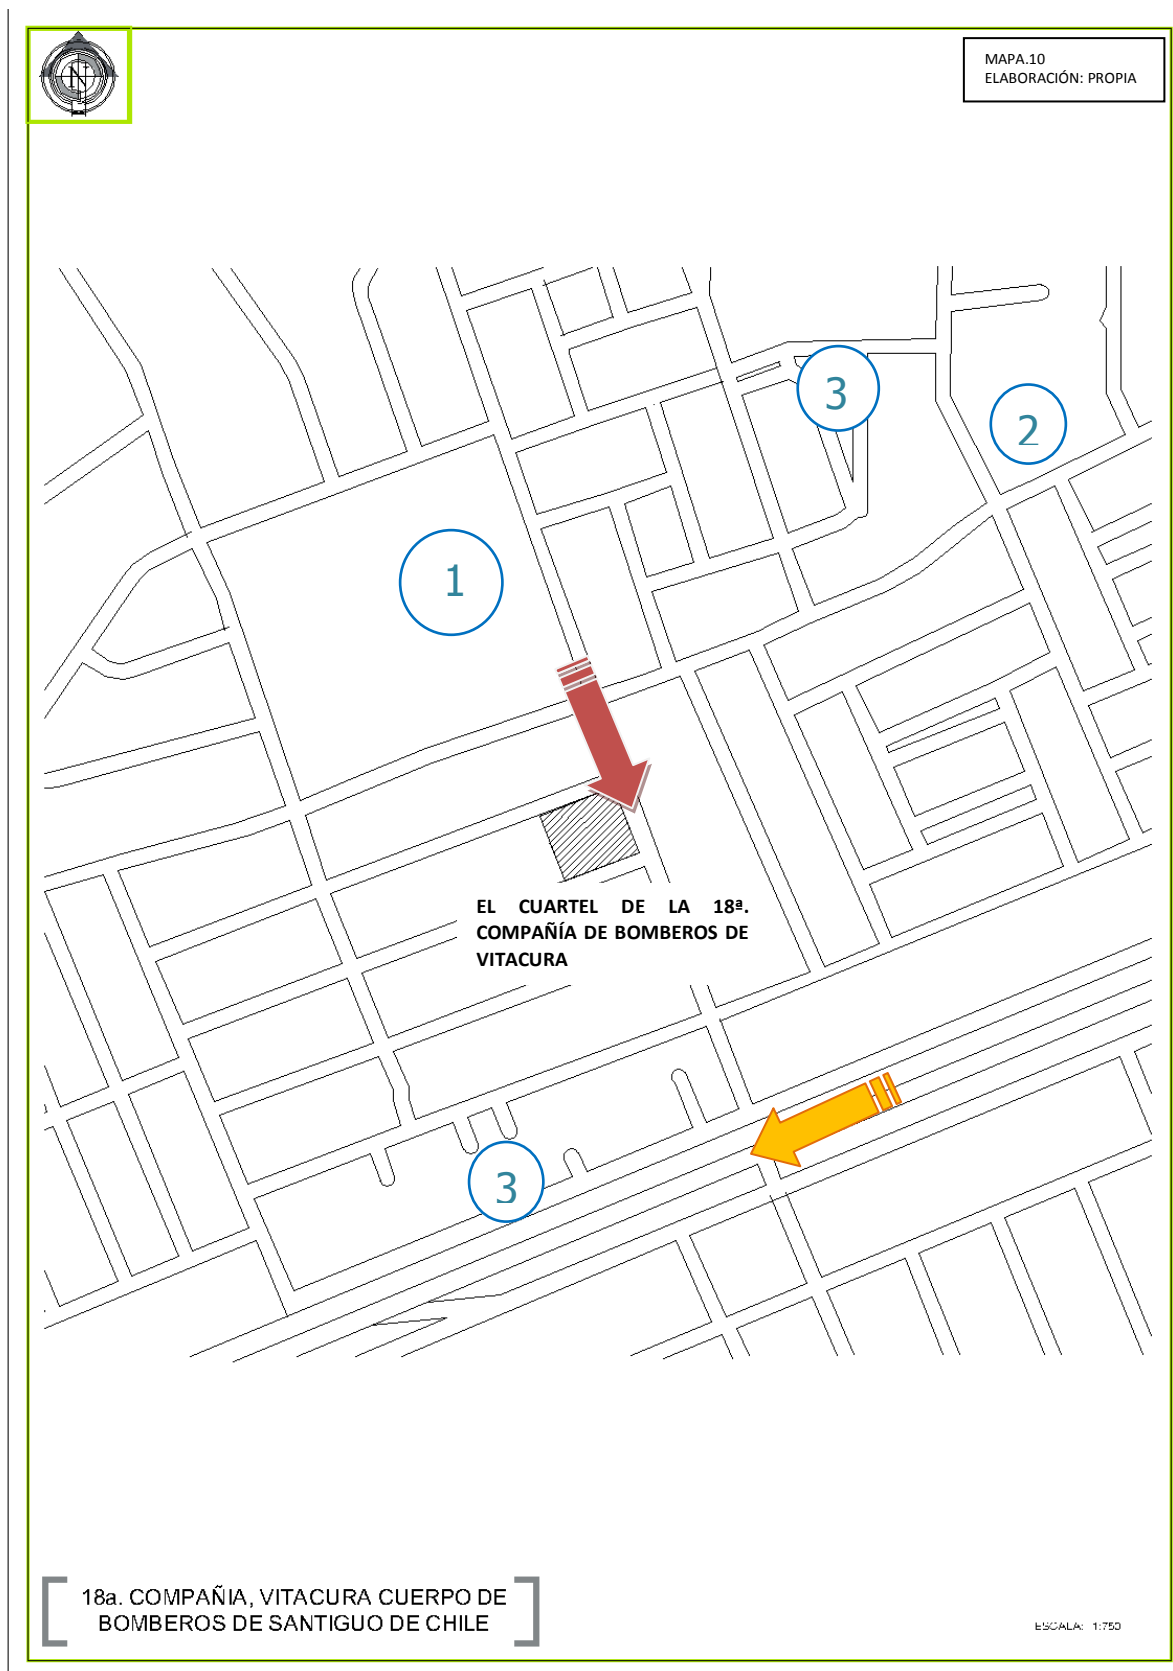 N
MAPA.10
ELABORACIÓN: PROPIA
3
2
1
EL CUARTEL DE LA 18ª.
COMPAÑÍA DE BOMBEROS DE
VITACURA
3
18a. COMPAÑIA, VITACURA CUERPO DE
BOMBEROS DE SANTIGUO DE CHILE
ESCALA: 1:750